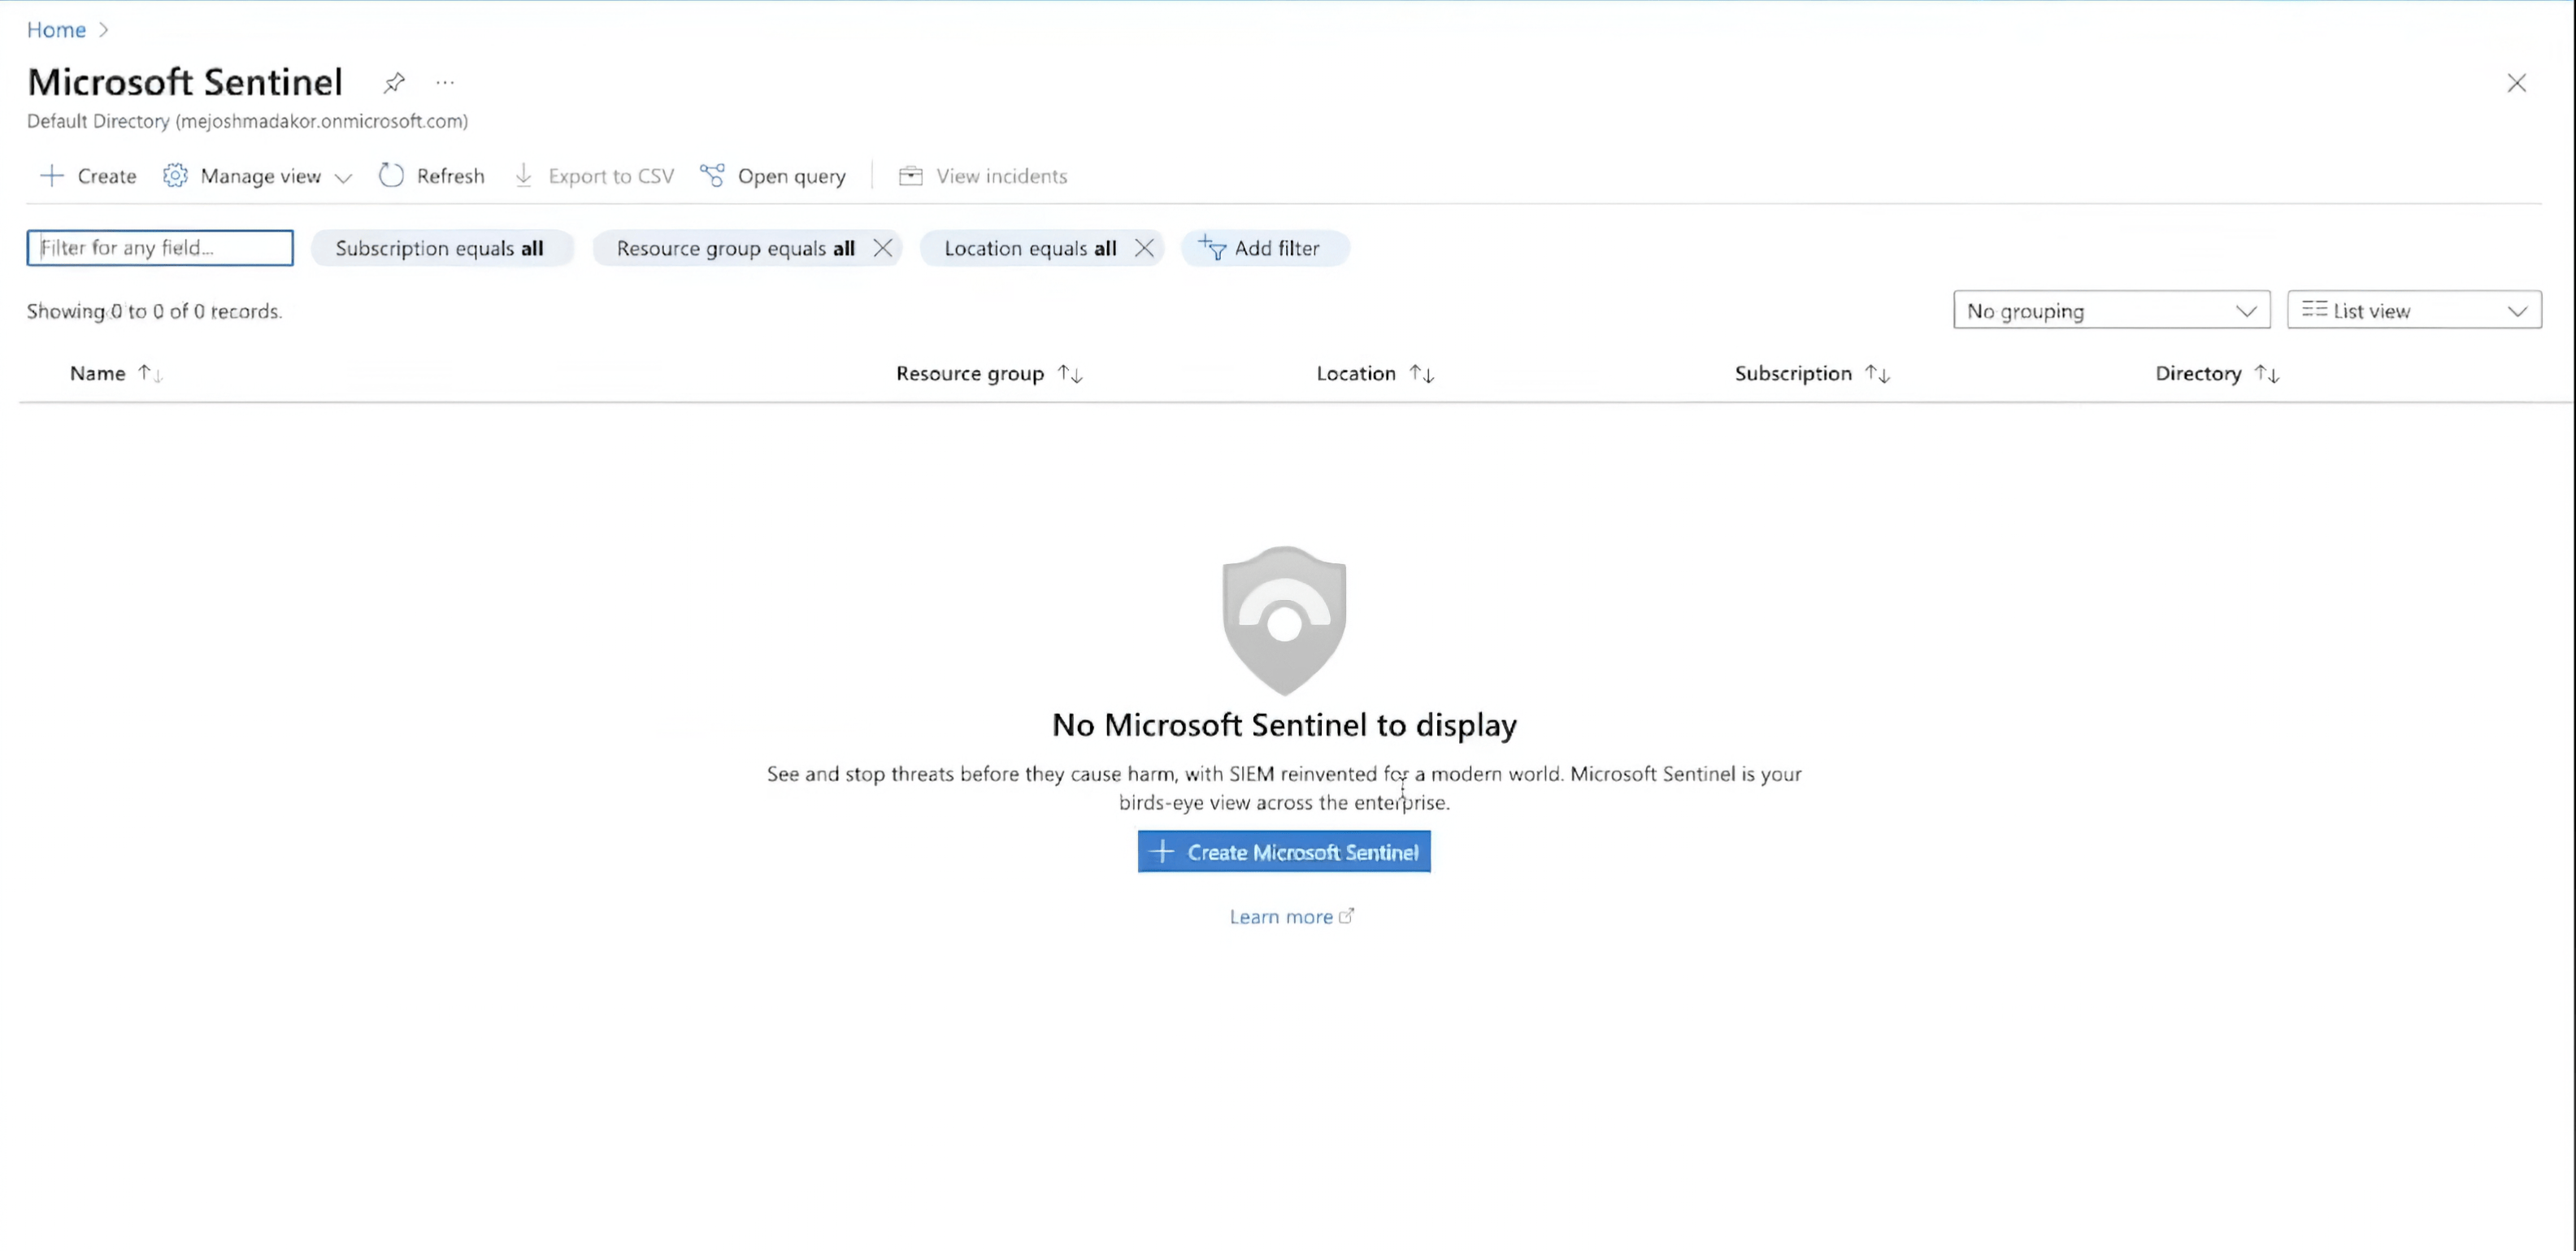 Home
Microsoft Sentinel
Default Directory (mejoshmadakor.onmicrosoft.com)
Create Manage view Refresh Export to CSV Open query View incidents
Filter for any field... Subscription equals all Resource group equals all Location equals all Add filter
Showing 0 to 0 of 0 records. No grouping List view
Name Resource group Location Subscription Directory
No Microsoft Sentinel to display
See and stop threats before they cause harm, with SIEM reinvented for a modern world. Microsoft Sentinel is your
birds-eye view across the enterprise.
Create Microsoft Sentinel
Learn more